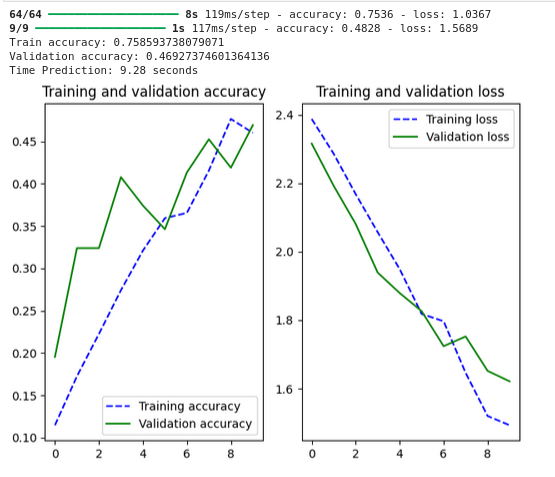 64/64 ━━━━━━━━━━━━━━━━━━━━ 8s 119ms/step - accuracy: 0.7536 - loss: 1.0367
9/9 ━━━━━━━━━━━━━━━━━━━━ 1s 117ms/step - accuracy: 0.4828 - loss: 1.5689
Train accuracy: 0.758593738079071
Validation accuracy: 0.46927374601364136
Time Prediction: 9.28 seconds
Training and validation accuracy
0.45
0.40
0.35
0.30
0.25
0.20
0.15
0.10
Training accuracy
Validation accuracy
0 2 4 6 8
Training and validation loss
2.4
2.2
2.0
1.8
1.6
Training loss
Validation loss
0 2 4 6 8